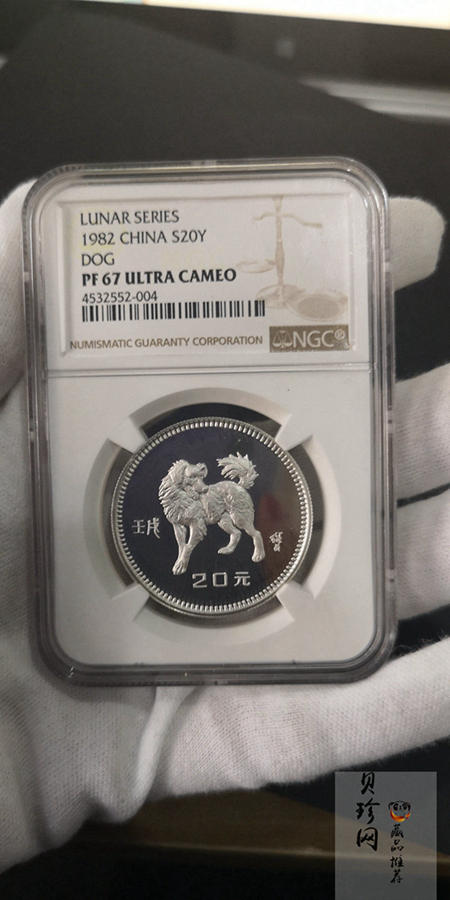 LUNAR SERIES
1982 CHINA S20Y
DOG
PF 67 ULTRA CAMEO
4532552-004
NUMISMATIC GUARANTY CORPORATION
NGC®
壬戌
20元
贝珍网
藏品推荐